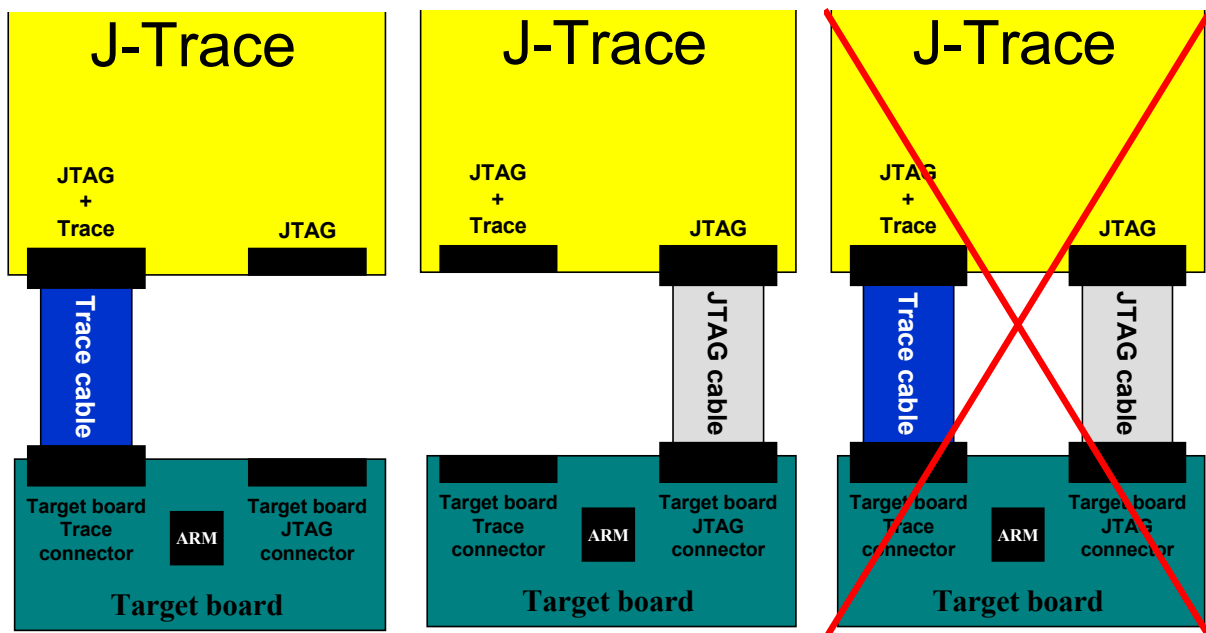 J-Trace
JTAG
+
Trace
JTAG
Trace cable
Target board
Trace
connector
ARM
Target board
JTAG
connector
Target board
J-Trace
JTAG
+
Trace
JTAG
JTAG cable
Target board
Trace
connector
ARM
Target board
JTAG
connector
Target board
J-Trace
JTAG
+
Trace
JTAG
Trace cable
JTAG cable
Target board
Trace
connector
ARM
Target board
JTAG
connector
Target board